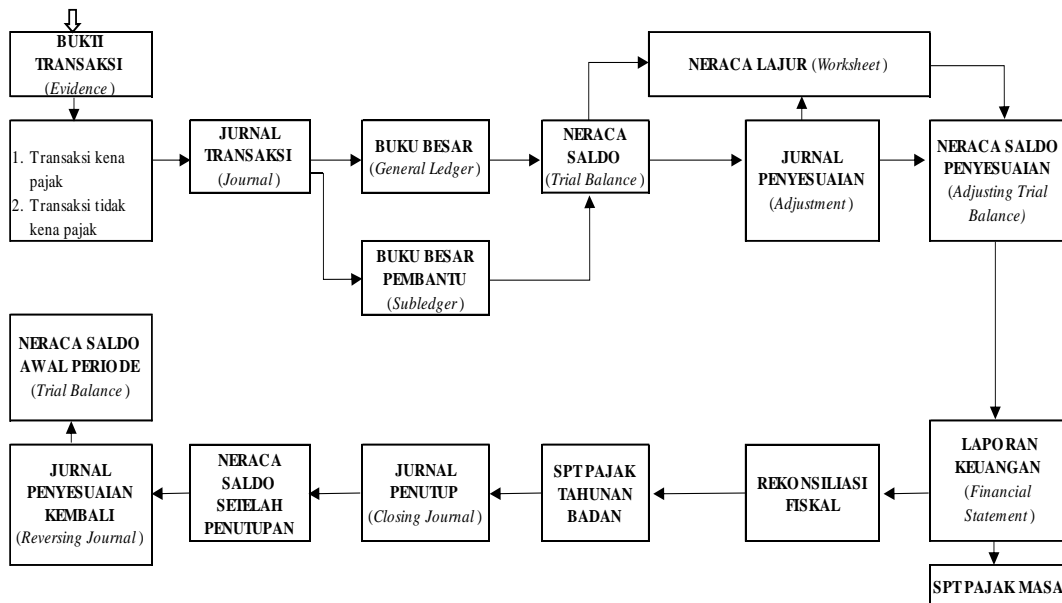 BUKTI
TRANSAKSI
(Evidence)
1. Transaksi kena
pajak
2. Transaksi tidak
kena pajak
JURNAL
TRANSAKSI
(Journal)
BUKU BESAR
(General Ledger)
BUKU BESAR
PEMBANTU
(Subledger)
NERACA
SALDO
(Trial Balance)
NERACA LAJUR (Worksheet)
JURNAL
PENYESUAIAN
(Adjustment)
NERACA SALDO
PENYESUAIAN
(Adjusting Trial
Balance)
LAPORAN
KEUANGAN
(Financial
Statement)
SPT PAJAK MASA
REKONSILIASI
FISKAL
SPT PAJAK
TAHUNAN
BADAN
JURNAL
PENUTUP
(Closing Journal)
NERACA
SALDO
SETELAH
PENUTUPAN
JURNAL
PENYESUAIAN
KEMBALI
(Reversing Journal)
NERACA SALDO
AWAL PERIODE
(Trial Balance)